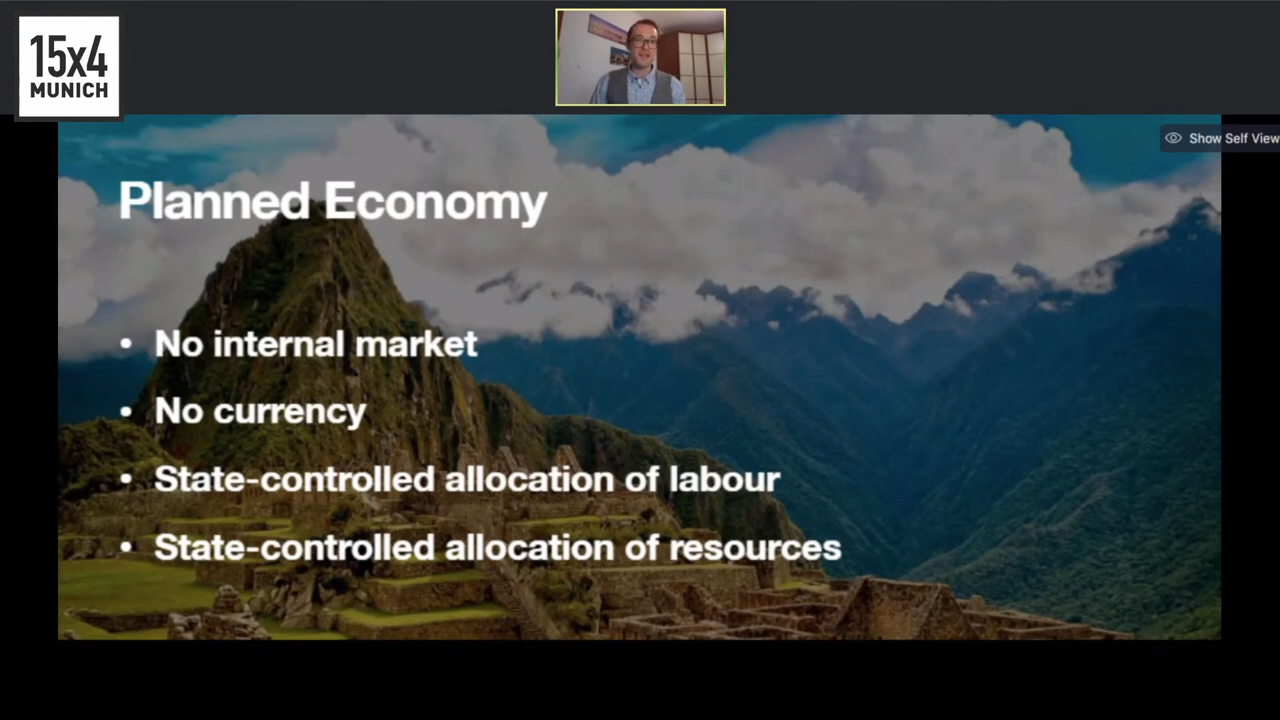 15x4
MUNICH
Show Self View
Planned Economy
• No internal market
• No currency
• State-controlled allocation of labour
• State-controlled allocation of resources